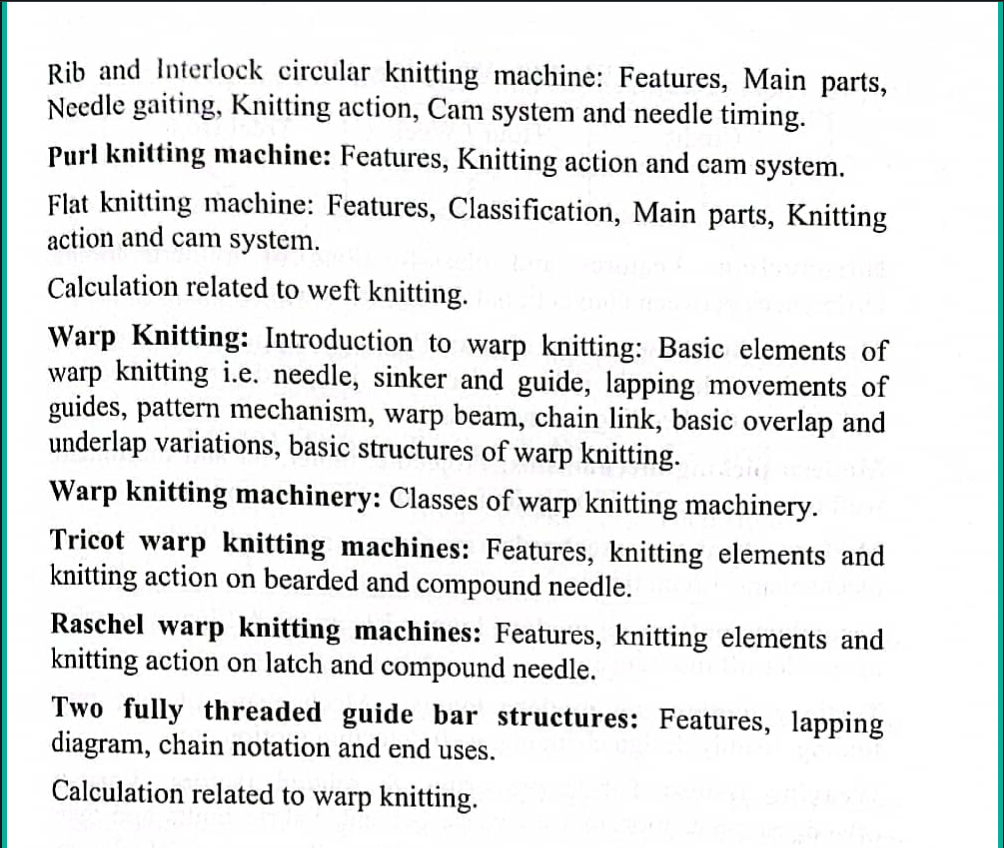 Rib and Interlock circular knitting machine: Features, Main parts,
Needle gaiting, Knitting action, Cam system and needle timing.
Purl knitting machine: Features, Knitting action and cam system.
Flat knitting machine: Features, Classification, Main parts, Knitting
action and cam system.
Calculation related to weft knitting.
Warp Knitting: Introduction to warp knitting: Basic elements of
warp knitting i.e. needle, sinker and guide, lapping movements of
guides, pattern mechanism, warp beam, chain link, basic overlap and
underlap variations, basic structures of warp knitting.
Warp knitting machinery: Classes of warp knitting machinery.
Tricot warp knitting machines: Features, knitting elements and
knitting action on bearded and compound needle.
Raschel warp knitting machines: Features, knitting elements and
knitting action on latch and compound needle.
Two fully threaded guide bar structures: Features, lapping
diagram, chain notation and end uses.
Calculation related to warp knitting.